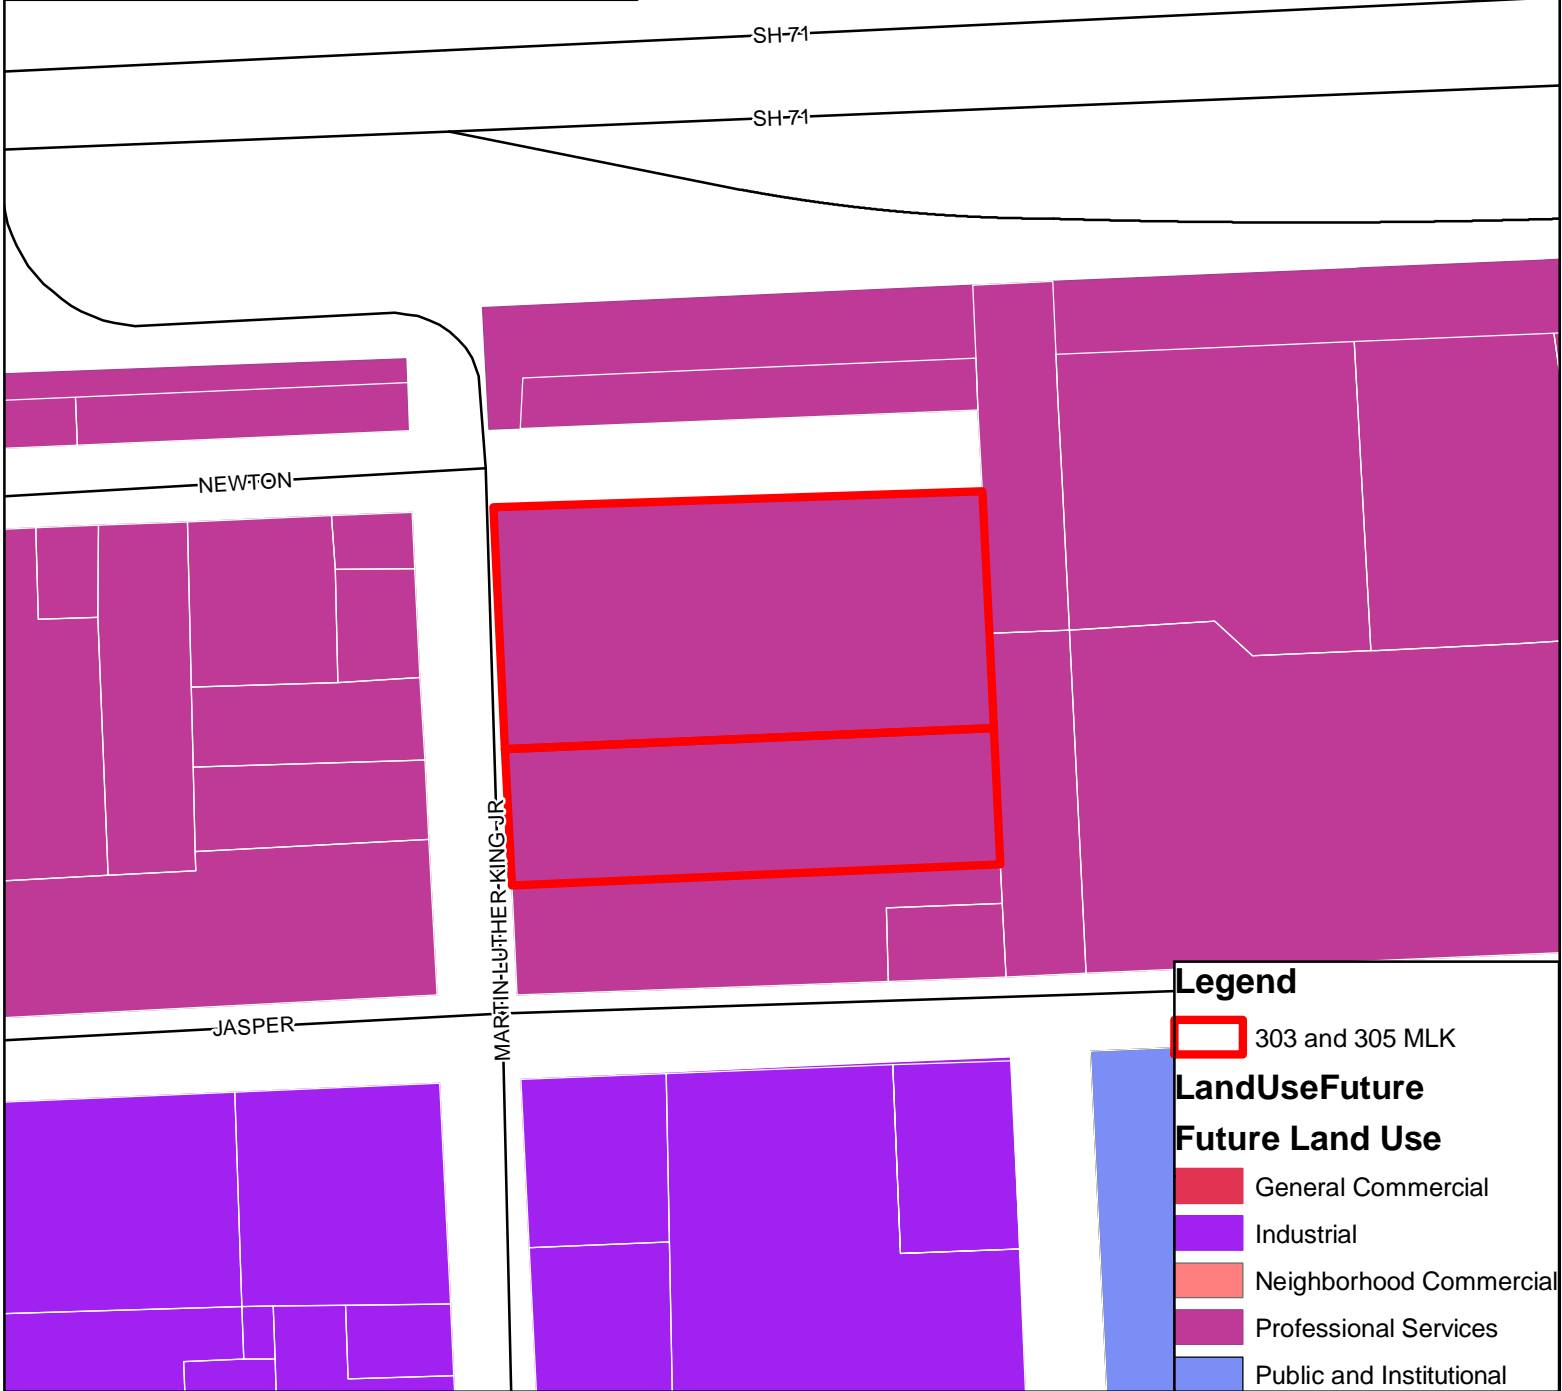 SH-71
SH-71
NEWTON
MARTIN-LUTHER-KING-JR
JASPER
Legend
303 and 305 MLK
LandUseFuture
Future Land Use
General Commercial
Industrial
Neighborhood Commercial
Professional Services
Public and Institutional